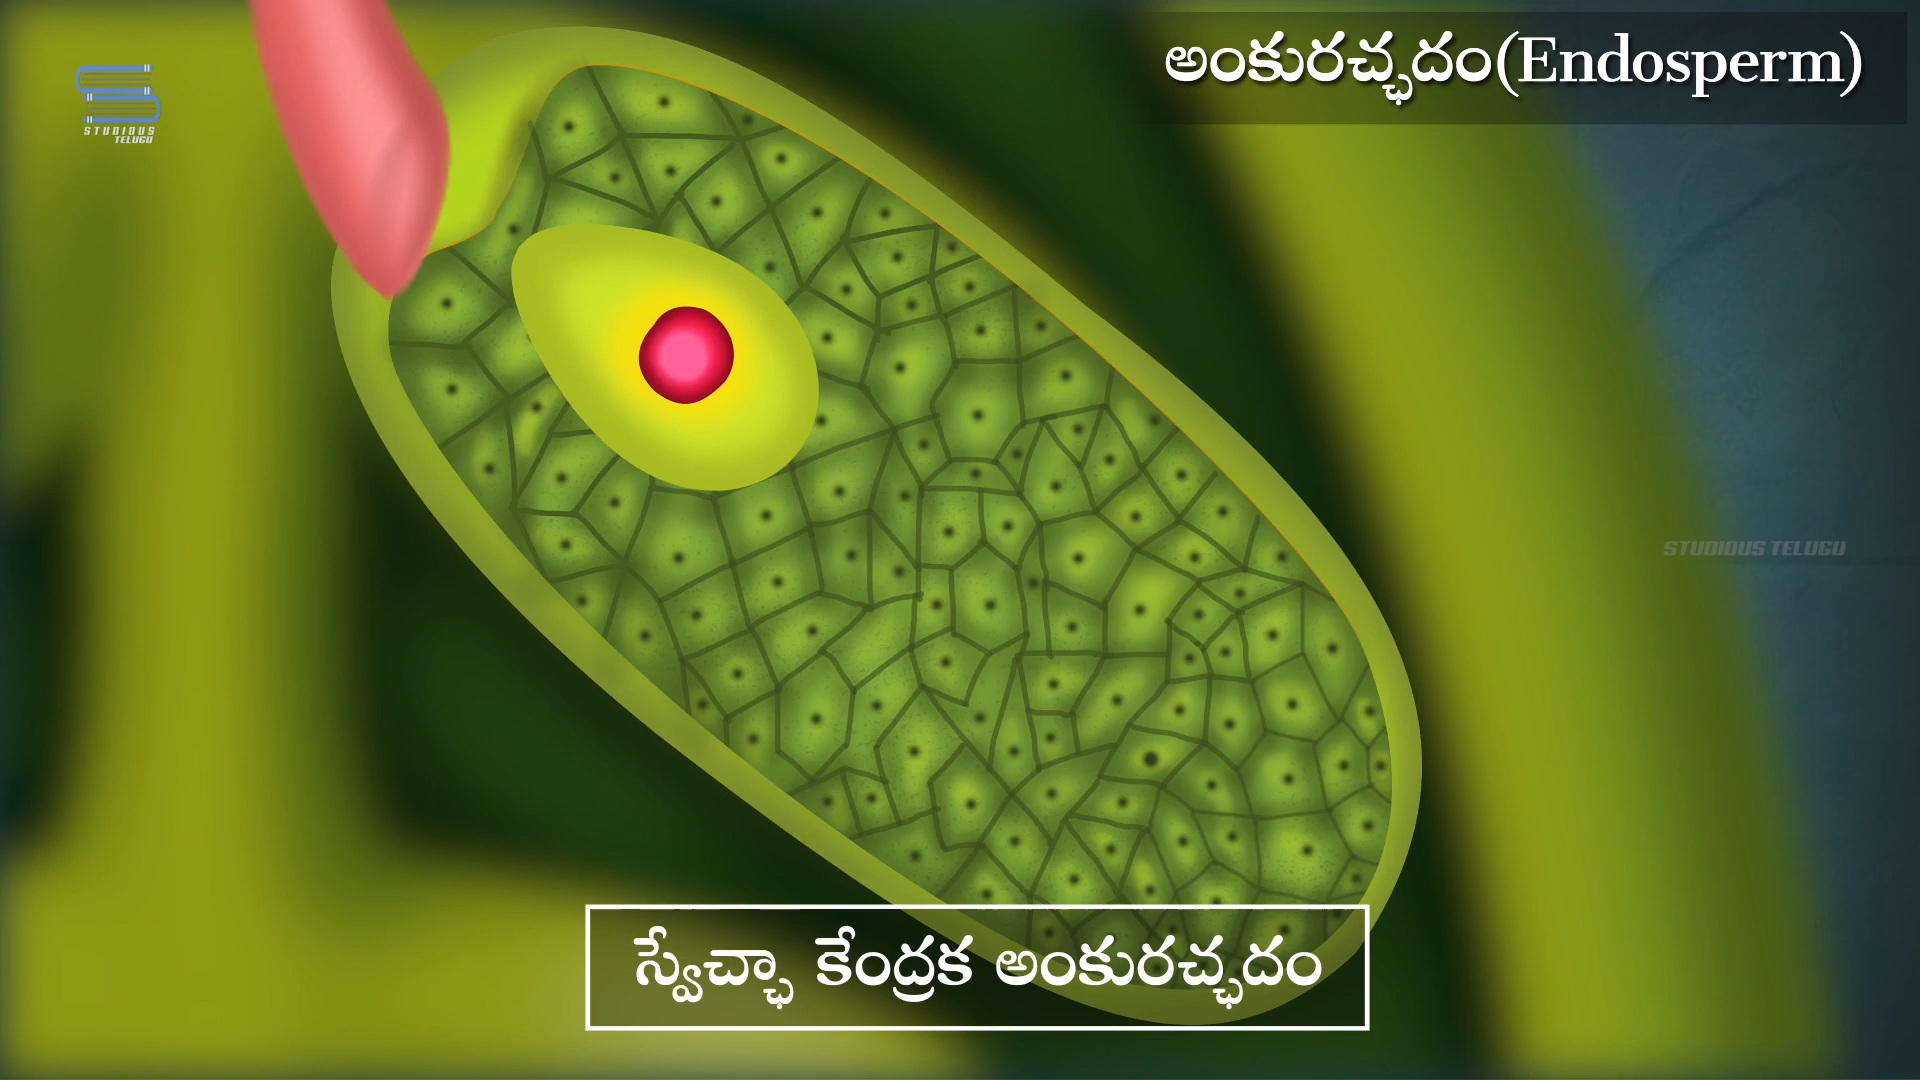 అంకురచ్ఛదం(Endosperm)
STUDIOUS
TELUGU
STUDIOUS TELUGU
స్వేచ్ఛా కేంద్రక అంకురచ్ఛదం